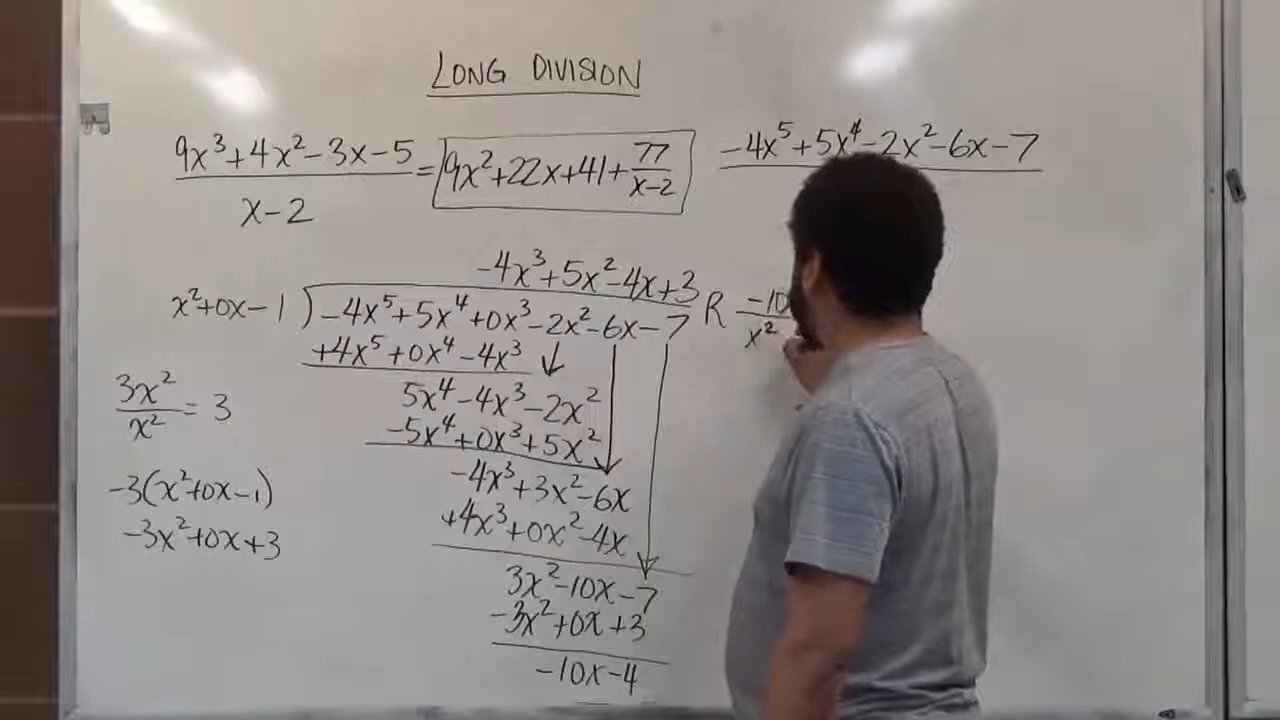 LONG DIVISION
9x³+4x²-3x-5
x-2
= 9x²+22x+41+ 77
x-2
-4x⁵+5x⁴-2x²-6x-7
-4x³+5x²-4x+3 R -10
x²
x²+0x-1 ) -4x⁵+5x⁴+0x³-2x²-6x-7
+4x⁵+0x⁴-4x³
5x⁴-4x³-2x²
-5x⁴+0x³+5x²
-4x³+3x²-6x
+4x³+0x²-4x
3x²-10x-7
-3x²+0x+3
-10x-4
3x²
x²
= 3
-3(x²+0x-1)
-3x²+0x+3